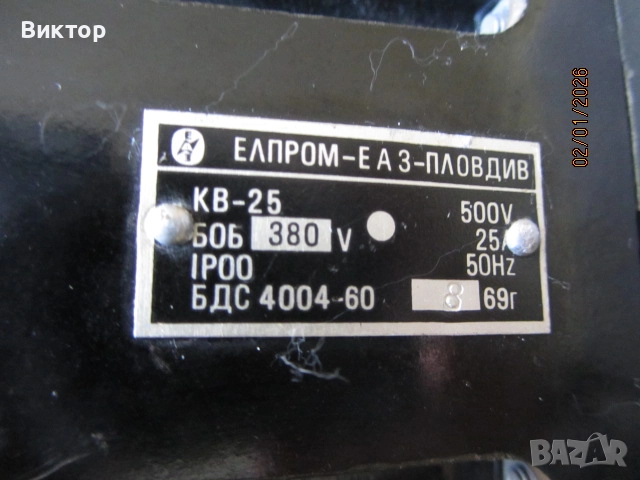 Виктор
02/01/2026
ЕЛПРОМ-ЕАЗ-ПЛОВДИВ
КВ-25 500V
БОБ 380 V 25A
IP00 50Hz
БДС 4004-60 8 69г
BAZAR